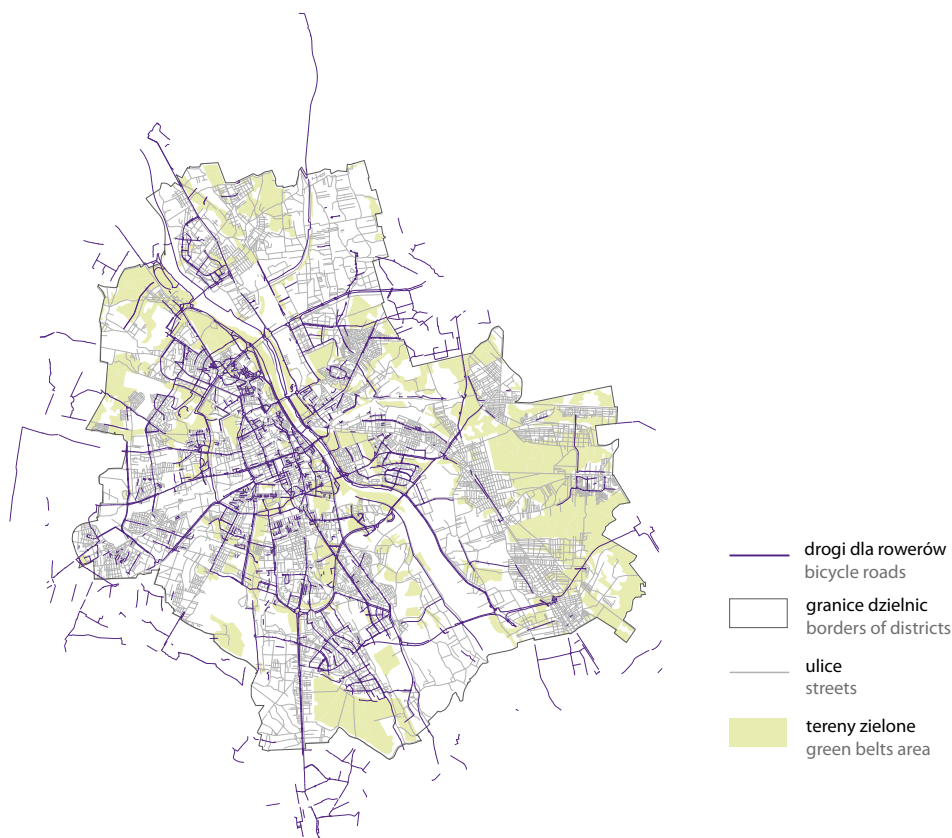 drogi dla rowerów
bicycle roads
granice dzielnic
borders of districts
ulice
streets
tereny zielone
green belts area